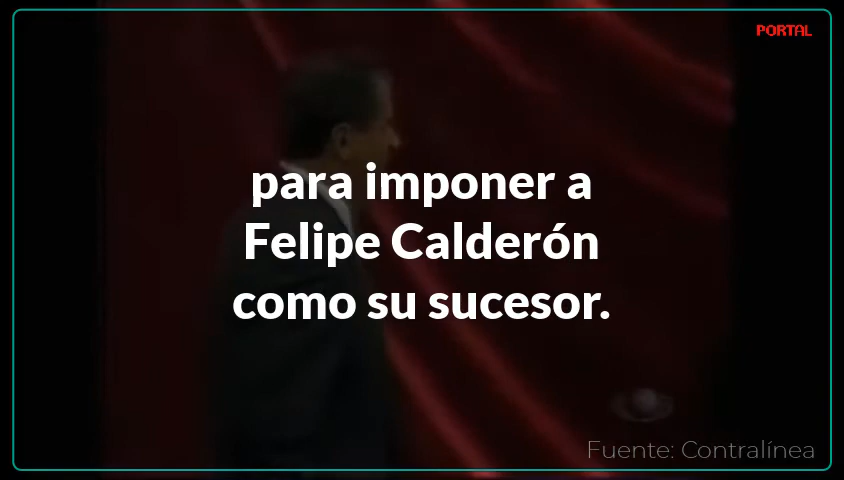 PORTAL
para imponer a
Felipe Calderón
como su sucesor.
Fuente: Contralínea